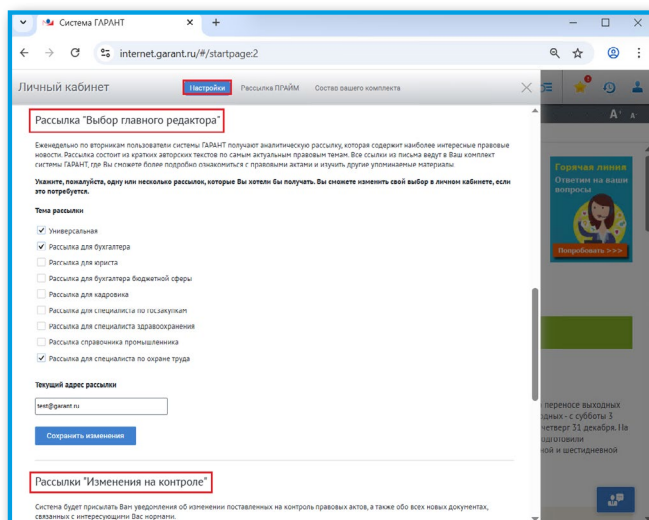 Система ГАРАНТ
internet.garant.ru/#/startpage:2
Личный кабинет
Настройки
Рассылка ПРАЙМ
Состав вашего комплекта
A+ A-
Рассылка "Выбор главного редактора"
Еженедельно по вторникам пользователи системы ГАРАНТ получают аналитическую рассылку, которая содержит наиболее интересные правовые
новости. Рассылка состоит из кратких авторских текстов по самым актуальным правовым темам. Все ссылки из письма ведут в Ваш комплект
системы ГАРАНТ, где Вы сможете более подробно ознакомиться с правовыми актами и изучить другие упоминаемые материалы
Укажите, пожалуйста, одну или несколько рассылок, которые Вы хотели бы получать. Вы сможете изменить свой выбор в личном кабинете, если
это потребуется.
Тема рассылки
Универсальная
Рассылка для бухгалтера
Рассылка для юриста
Рассылка для бухгалтера бюджетной сферы
Рассылка для кадровика
Рассылка для специалиста по госзакупкам
Рассылка для специалиста здравоохранения
Рассылка справочника промышленника
Рассылка для специалиста по охране труда
Текущий адрес рассылки
test@garant.ru
Сохранить изменения
Рассылки "Изменения на контроле"
Система будет присылать Вам уведомления об изменении поставленных на контроль правовых актов, а также обо всех новых документах,
связанных с интересующими Вас нормами.
Горячая линия
Ответим на ваши
вопросы
Попробовать >>>
переносе выходных
одных - с субботы 3
четверг 31 декабря. На
одготовили
ной и шестидневной